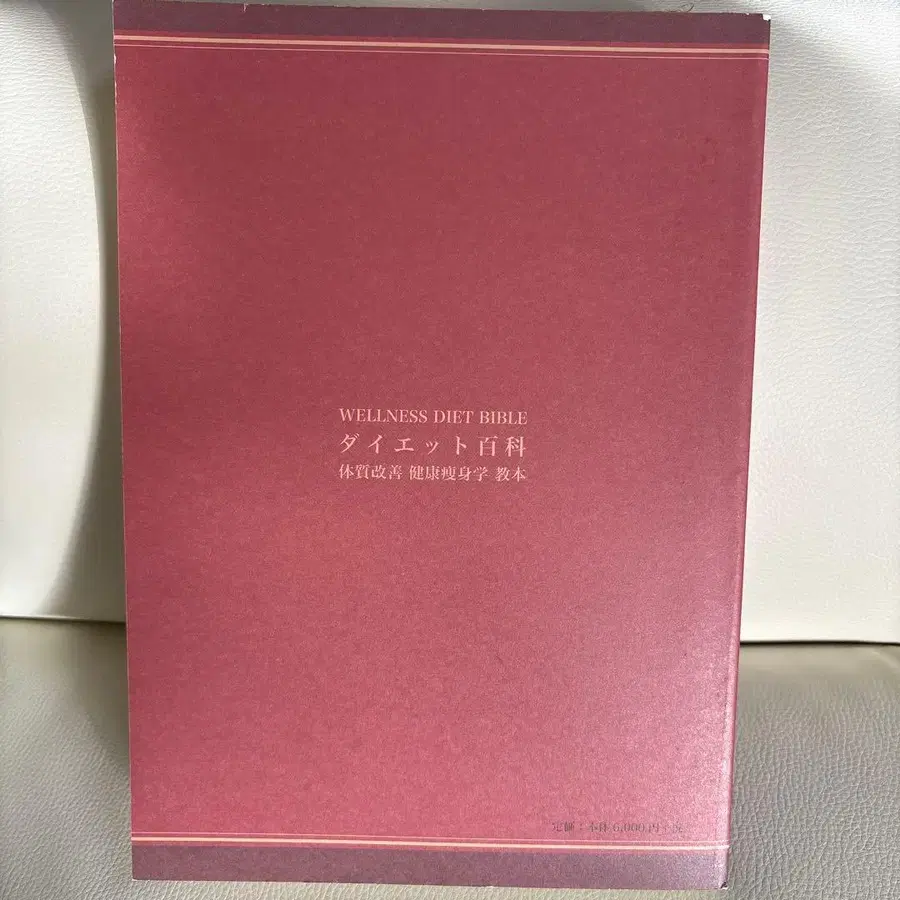 WELLNESS DIET BIBLE
ダイエット百科
体質改善 健康痩身学 教本
定価：本体 6,000円+税